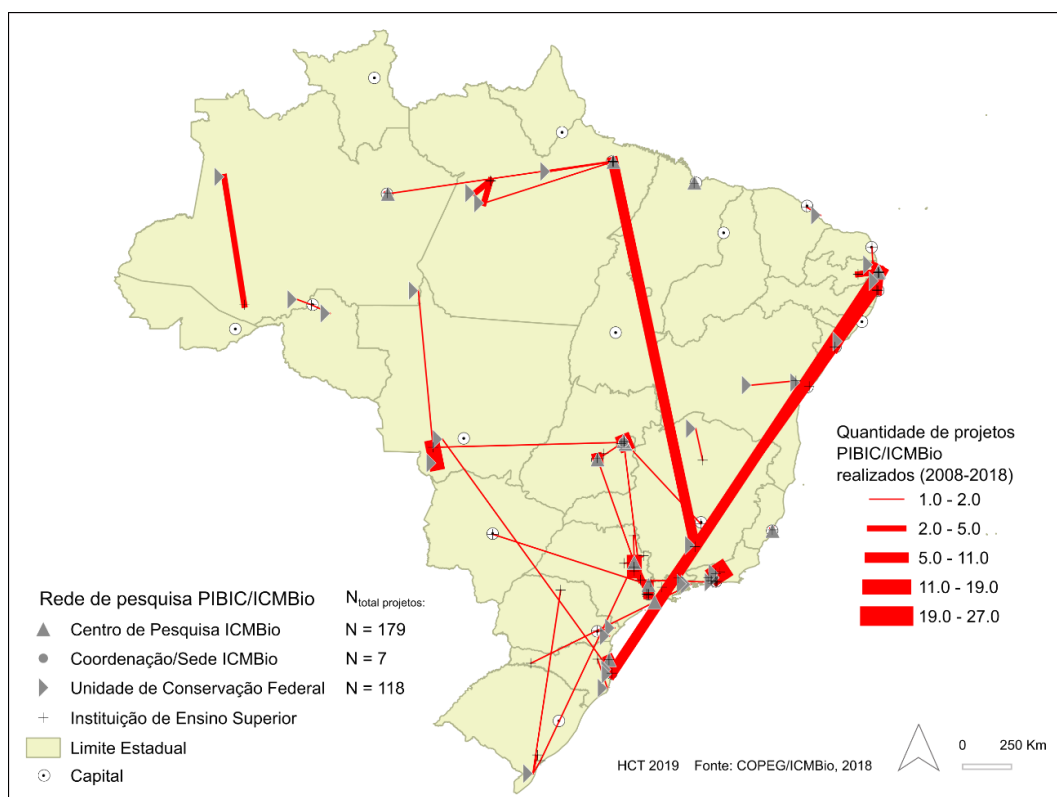 Quantidade de projetos
PIBIC/ICMBio
realizados (2008-2018)
1.0 - 2.0
2.0 - 5.0
5.0 - 11.0
11.0 - 19.0
19.0 - 27.0
Rede de pesquisa PIBIC/ICMBio N total projetos:
Centro de Pesquisa ICMBio N = 179
Coordenação/Sede ICMBio N = 7
Unidade de Conservação Federal N = 118
Instituição de Ensino Superior
Limite Estadual
Capital
HCT 2019 Fonte: COPEG/ICMBio, 2018
0 250 Km